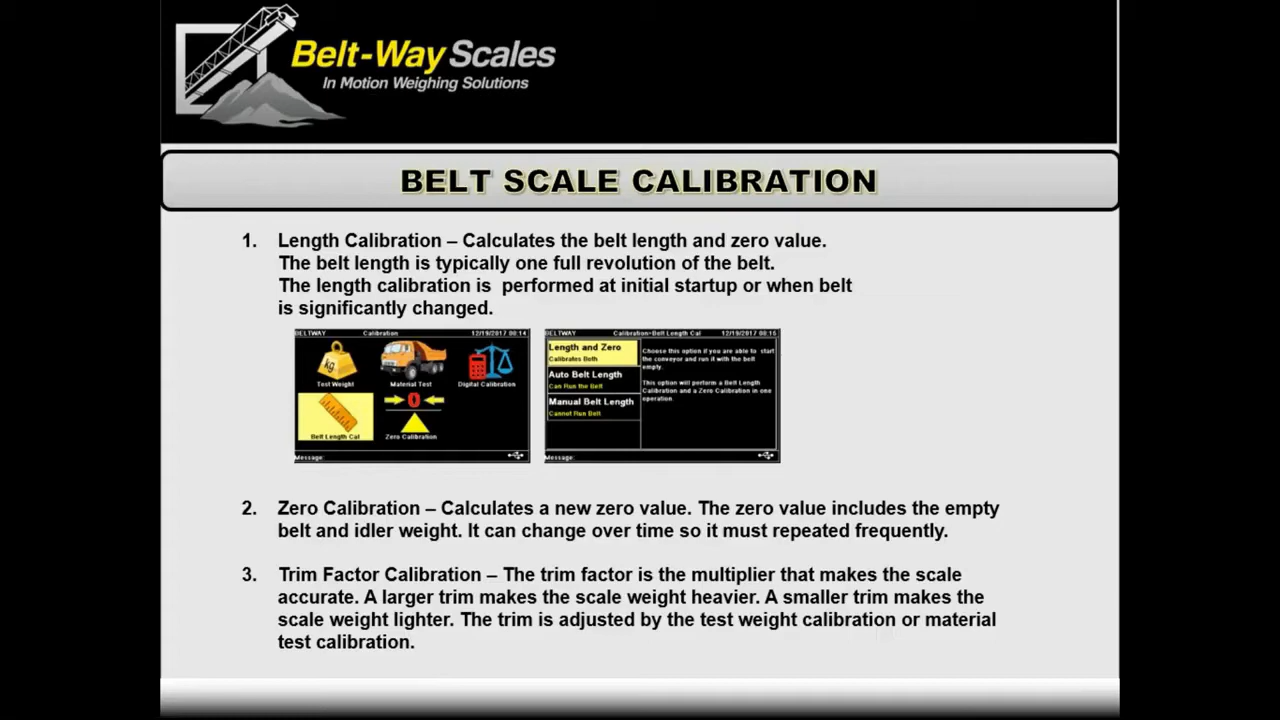 Belt-Way Scales
In Motion Weighing Solutions
BELT SCALE CALIBRATION
1. Length Calibration – Calculates the belt length and zero value.
The belt length is typically one full revolution of the belt.
The length calibration is performed at initial startup or when belt
is significantly changed.
BELTWAY Calibration 12/19/2017 08:14
kg
Test Weight Material Test Digital Calibration
0
Belt Length Cal Zero Calibration
Message:
BELTWAY Calibration-Belt Length Cal 12/19/2017 08:15
Length and Zero
Calibrates Both
Auto Belt Length
Can Run the Belt
Manual Belt Length
Cannot Run Belt
Choose this option if you are able to start
the conveyor and run it with the belt
empty.
This option will perform a Belt Length
Calibration and a Zero Calibration in one
operation.
Message:
2. Zero Calibration – Calculates a new zero value. The zero value includes the empty
belt and idler weight. It can change over time so it must repeated frequently.
3. Trim Factor Calibration – The trim factor is the multiplier that makes the scale
accurate. A larger trim makes the scale weight heavier. A smaller trim makes the
scale weight lighter. The trim is adjusted by the test weight calibration or material
test calibration.